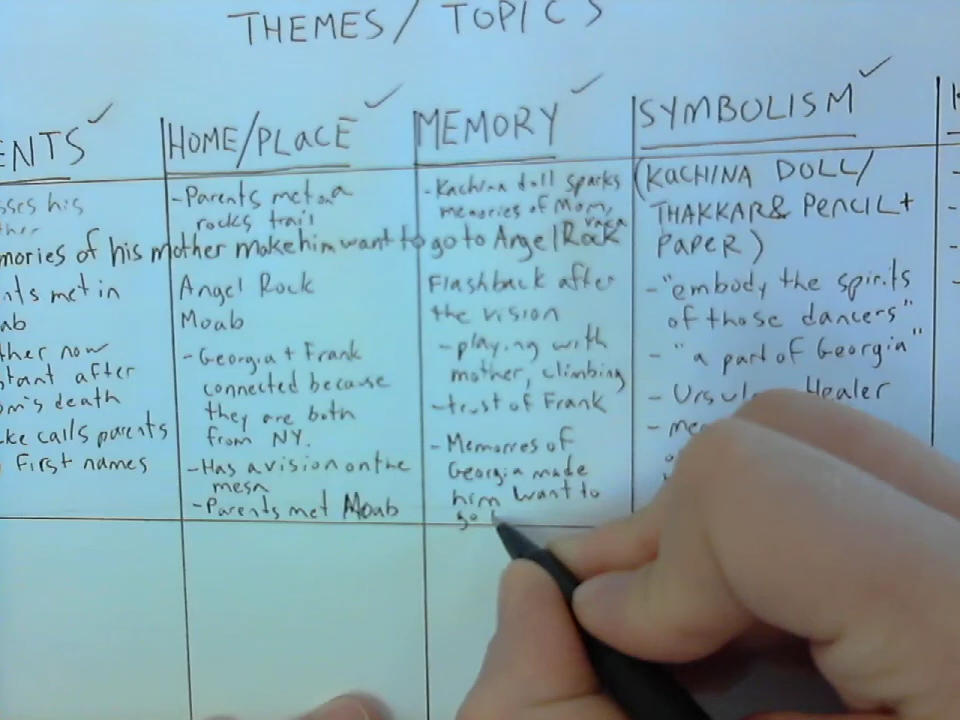 THEMES / TOPICS
ENTS
HOME/PLACE
MEMORY
SYMBOLISM
his
-Parents met on a
rocks trail
-Kachina doll sparks
memories of Mom,
(KACHINA DOLL/
THAKKAR& PENCIL+
PAPER)
mories of his mother make him want to go to Angel Rock
nts met in
ab
ther now
stant after
om's death
ke calls parents
First names
Angel Rock
Moab
-Georgia + Frank
connected because
they are both
from NY.
-Has a vision on the
mesa
-Parents met Moab
Flashback after
the vision
-playing with
mother, climbing
-trust of Frank
-Memorres of
Georgia made
him want to
go t
-"embody the spirits
of those dancers"
-"a part of Georgia"
-Ursul Healer
-me